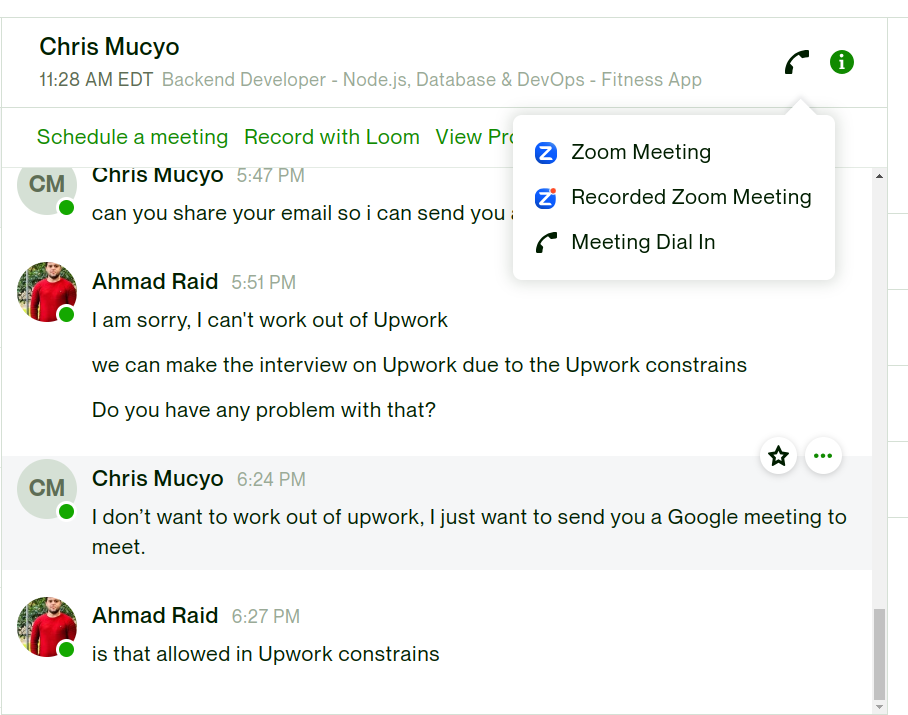 Chris Mucyo
11:28 AM EDT Backend Developer - Node.js, Database & DevOps - Fitness App
Schedule a meeting Record with Loom View
Zoom Meeting
Recorded Zoom Meeting
Meeting Dial In
CM
Chris Mucyo 5:47 PM
can you share your email so i can send you
Ahmad Raid 5:51 PM
I am sorry, I can't work out of Upwork
we can make the interview on Upwork due to the Upwork constrains
Do you have any problem with that?
CM
Chris Mucyo 6:24 PM
I don’t want to work out of upwork, I just want to send you a Google meeting to
meet.
Ahmad Raid 6:27 PM
is that allowed in Upwork constrains